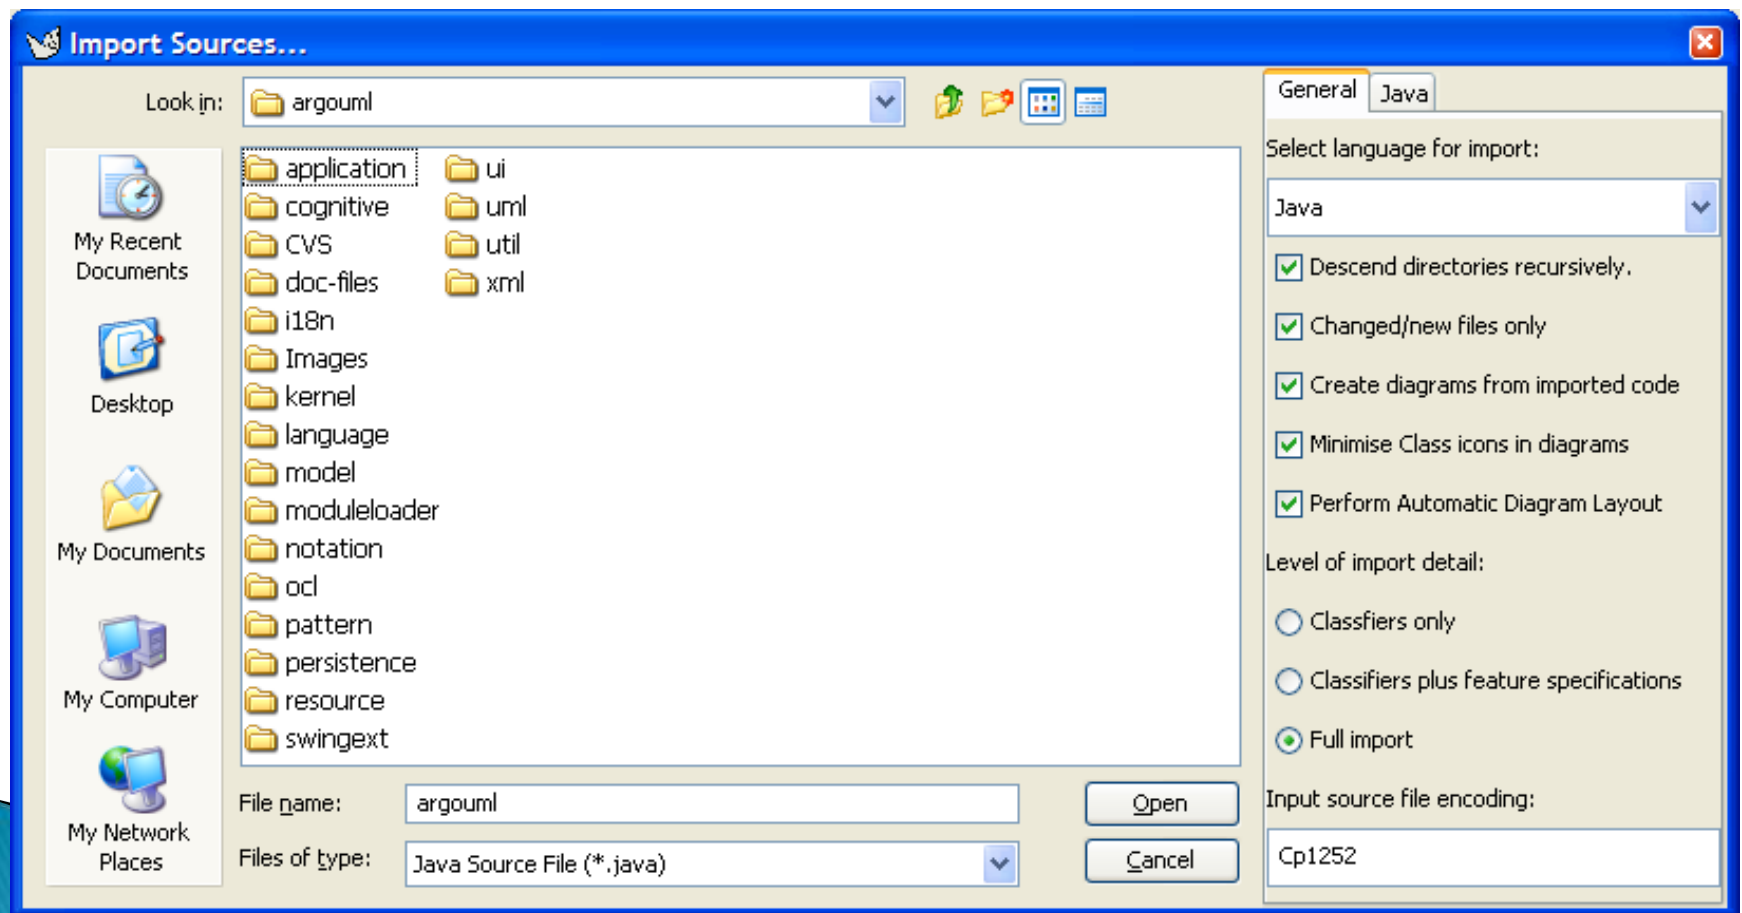 Import Sources...
Look in:
argouml
My Recent
Documents
Desktop
My Documents
My Computer
My Network
Places
application
cognitive
CVS
doc-files
i18n
Images
kernel
language
model
moduleloader
notation
ocl
pattern
persistence
resource
swingext
ui
uml
util
xml
File name:
argouml
Open
Files of type:
Java Source File (*.java)
Cancel
General
Java
Select language for import:
Java
Descend directories recursively.
Changed/new files only
Create diagrams from imported code
Minimise Class icons in diagrams
Perform Automatic Diagram Layout
Level of import detail:
Classfiers only
Classifiers plus feature specifications
Full import
Input source file encoding:
Cp1252